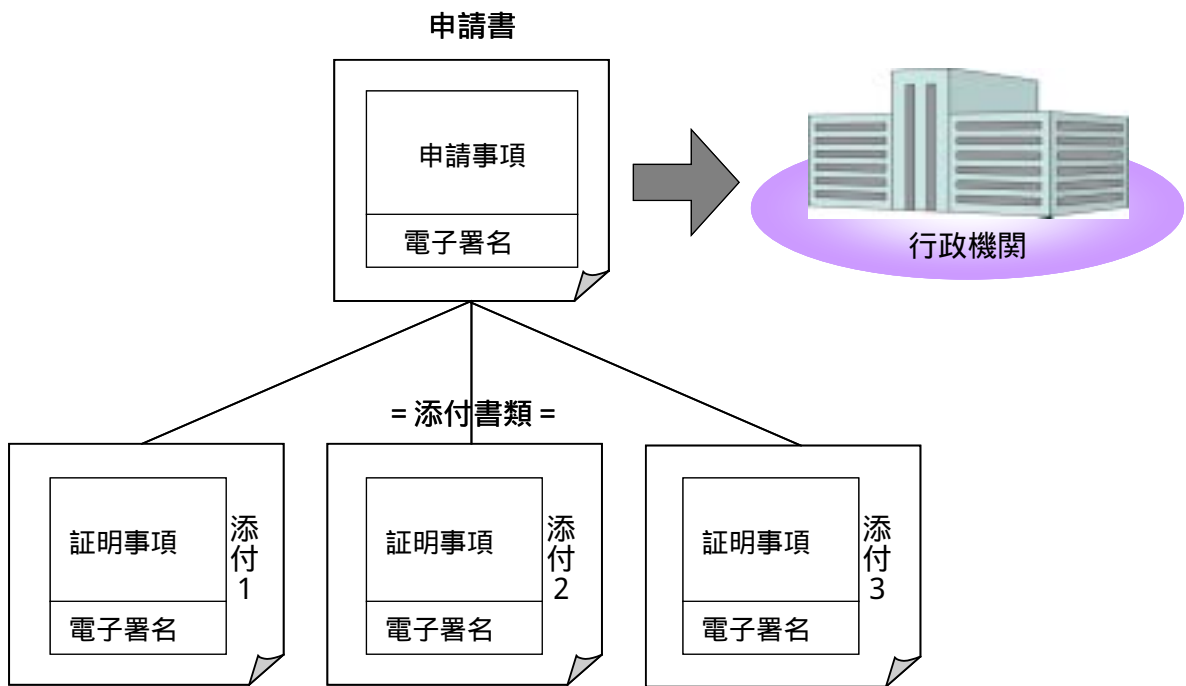 申請書
申請事項
電子署名
行政機関
= 添付書類 =
証明事項
電子署名
添付1
証明事項
電子署名
添付2
証明事項
電子署名
添付3